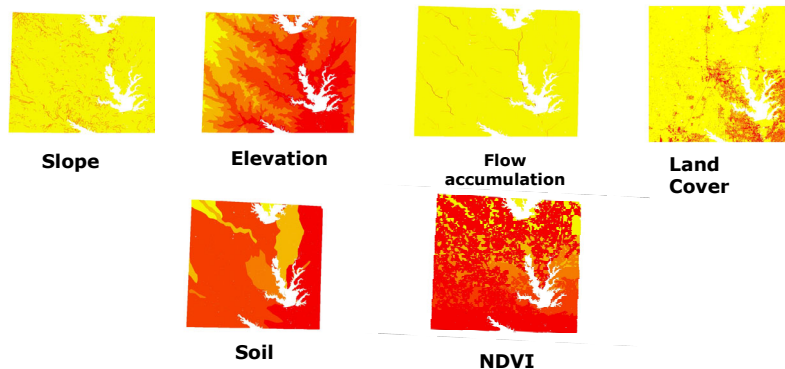 Slope
Elevation
Flow
accumulation
Land
Cover
Soil
NDVI